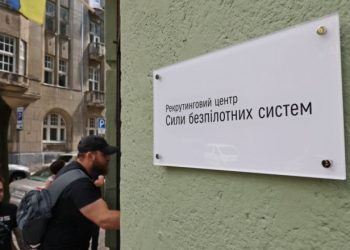 Рекрутинговий центр
Сили безпілотних систем